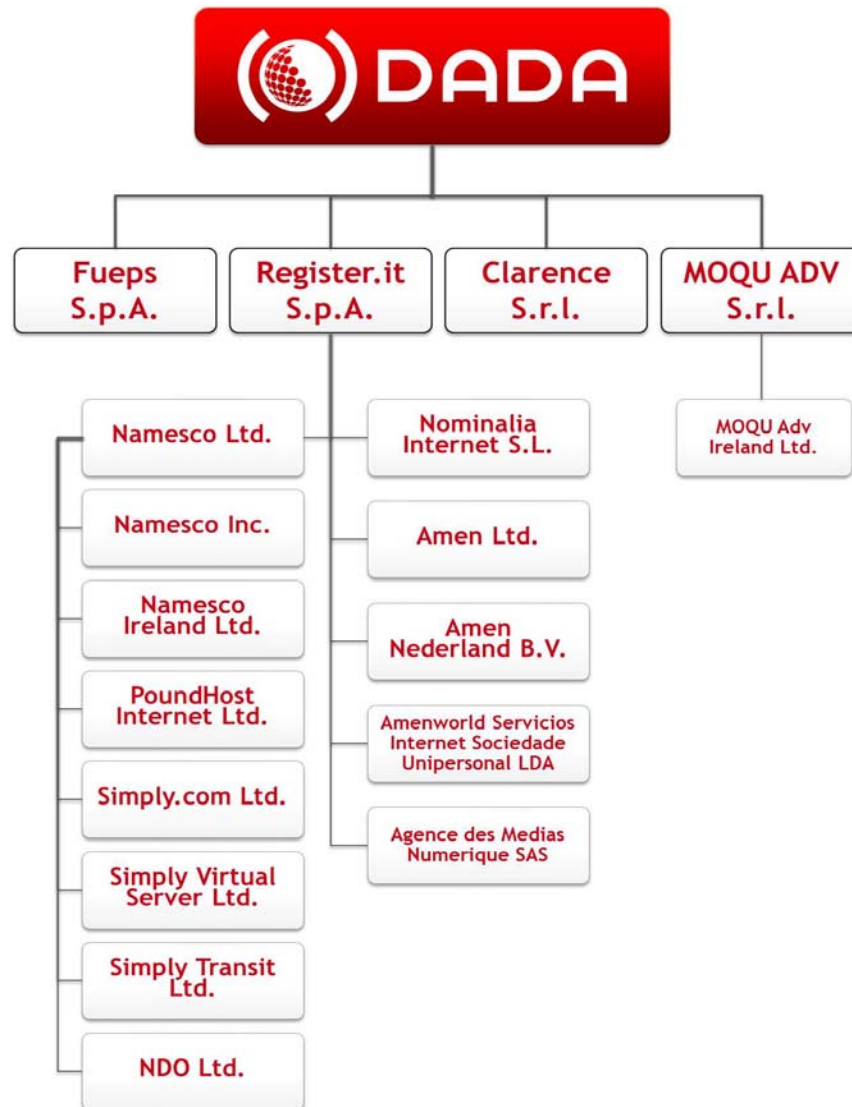 DADA
Fueps
S.p.A.
Register.it
S.p.A.
Clarence
S.r.l.
MOQU ADV
S.r.l.
Namesco Ltd.
Namesco Inc.
Namesco
Ireland Ltd.
PoundHost
Internet Ltd.
Simply.com Ltd.
Simply Virtual
Server Ltd.
Simply Transit
Ltd.
NDO Ltd.
Nominalia
Internet S.L.
Amen Ltd.
Amen
Nederland B.V.
Amenworld Servicios
Internet Sociedade
Unipersonal LDA
Agence des Medias
Numerique SAS
MOQU Adv
Ireland Ltd.